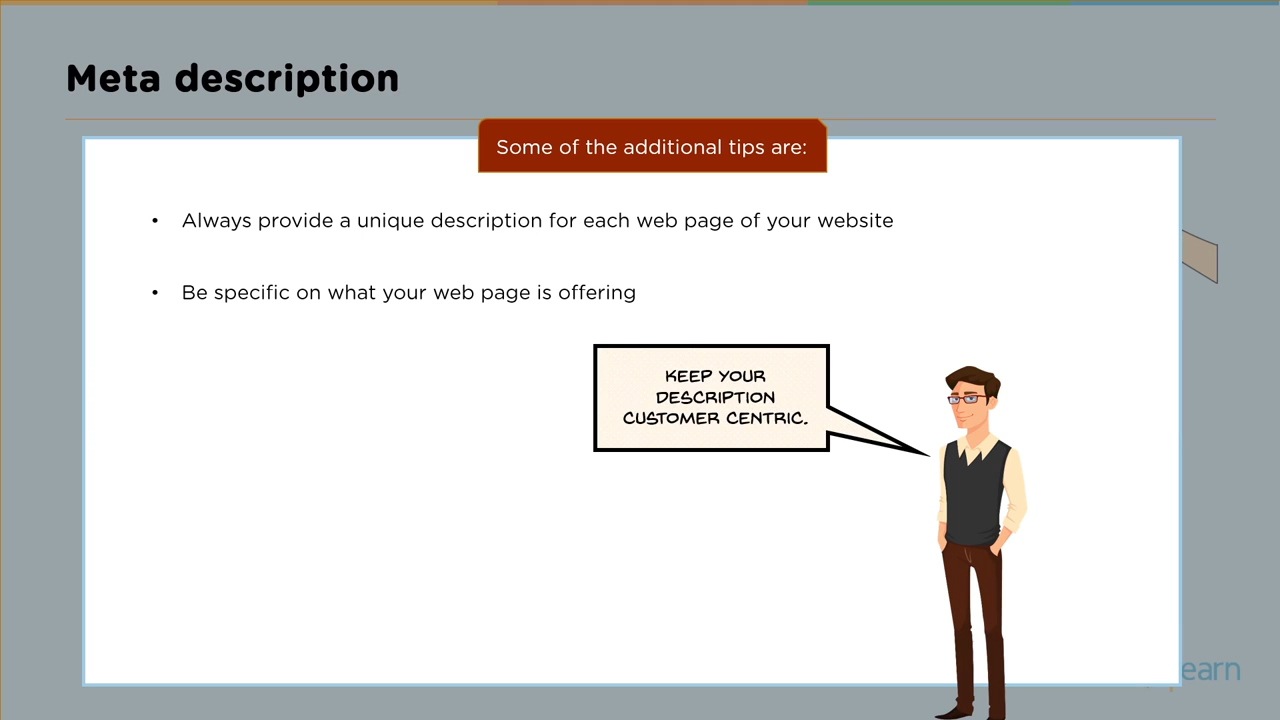 Meta description
Some of the additional tips are:
• Always provide a unique description for each web page of your website
• Be specific on what your web page is offering
KEEP YOUR
DESCRIPTION
CUSTOMER CENTRIC.